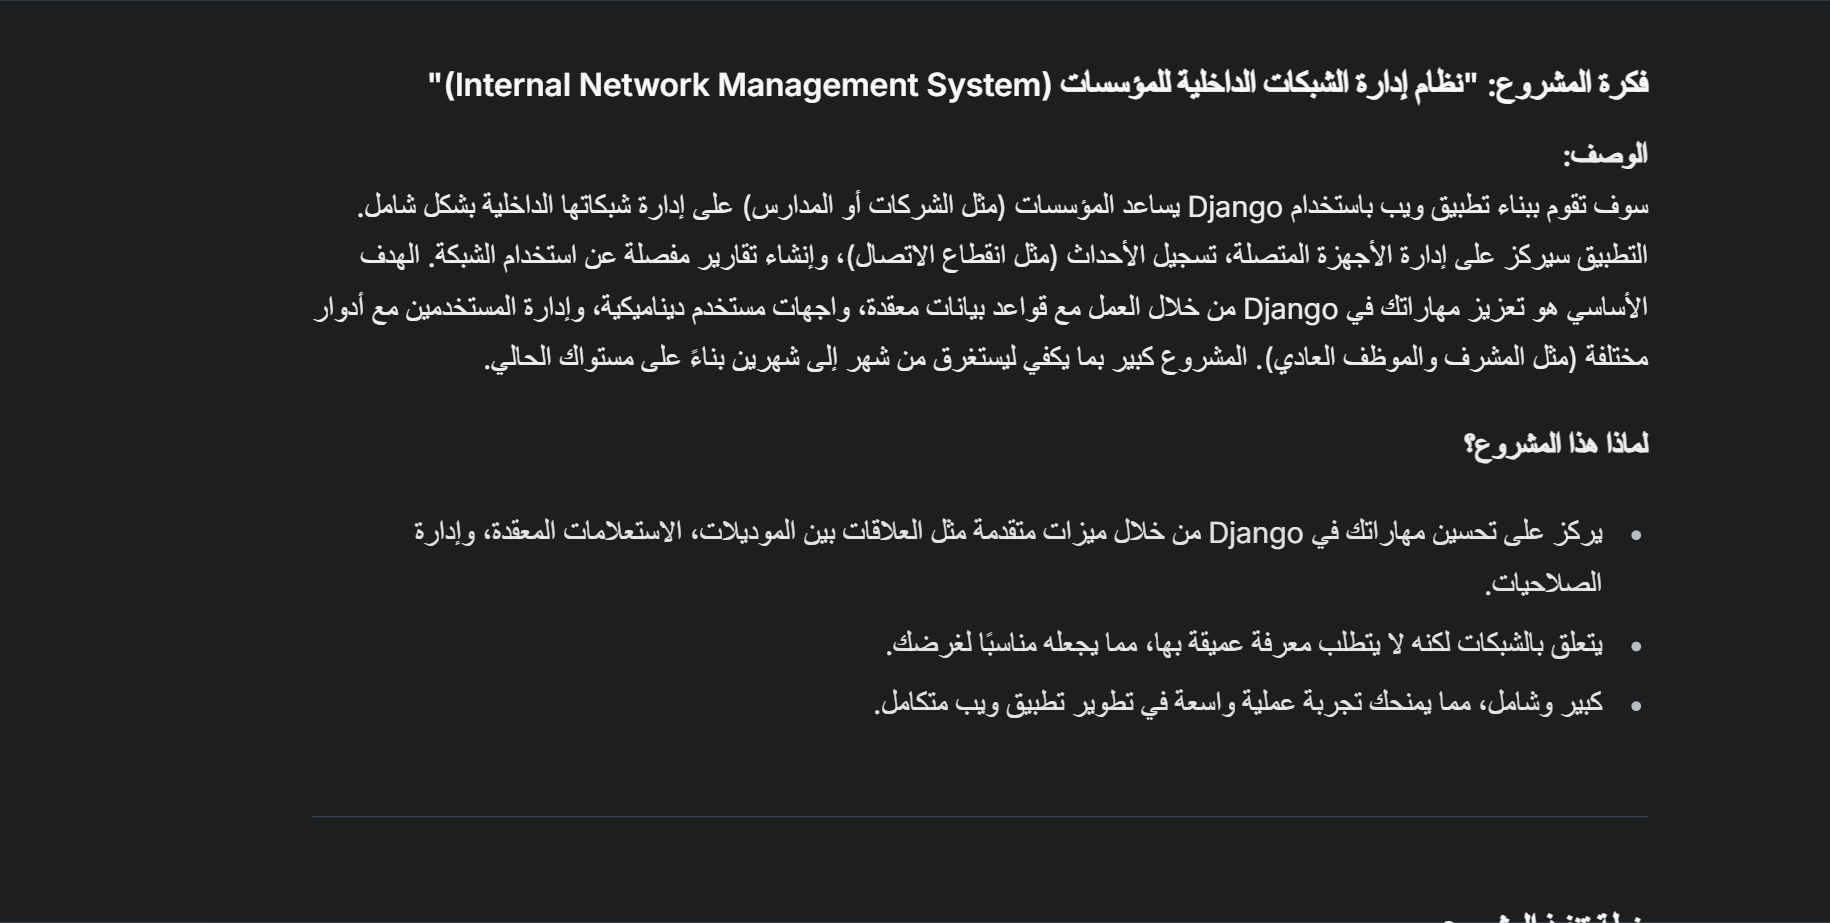 فكرة المشروع: "نظام إدارة الشبكات الداخلية للمؤسسات (Internal Network Management System)"
الوصف:
سوف تقوم ببناء تطبيق ويب باستخدام Django يساعد المؤسسات (مثل الشركات أو المدارس) على إدارة شبكاتها الداخلية بشكل شامل.
التطبيق سيركز على إدارة الأجهزة المتصلة، تسجيل الأحداث (مثل انقطاع الاتصال)، وإنشاء تقارير مفصلة عن استخدام الشبكة. الهدف
الأساسي هو تعزيز مهاراتك في Django من خلال العمل مع قواعد بيانات معقدة، واجهات مستخدم ديناميكية، وإدارة المستخدمين مع أدوار
مختلفة (مثل المشرف والموظف العادي). المشروع كبير بما يكفي ليستغرق من شهر إلى شهرين بناءً على مستواك الحالي.
لماذا هذا المشروع؟
• يركز على تحسين مهاراتك في Django من خلال ميزات متقدمة مثل العلاقات بين الموديلات، الاستعلامات المعقدة، وإدارة
الصلاحيات.
• يتعلق بالشبكات لكنه لا يتطلب معرفة عميقة بها، مما يجعله مناسبًا لغرضك.
• كبير وشامل، مما يمنحك تجربة عملية واسعة في تطوير تطبيق ويب متكامل.